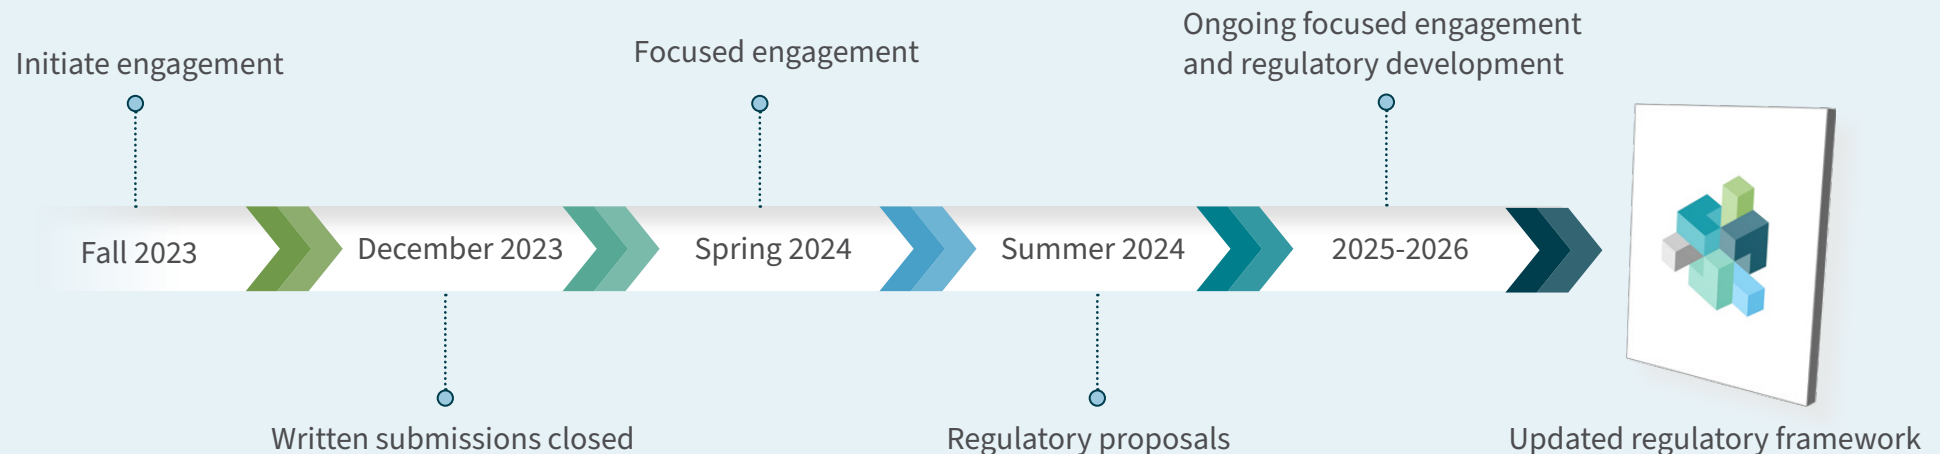 Initiate engagement
Focused engagement
Ongoing focused engagement
and regulatory development
Fall 2023
December 2023
Spring 2024
Summer 2024
2025-2026
Written submissions closed
Regulatory proposals
Updated regulatory framework